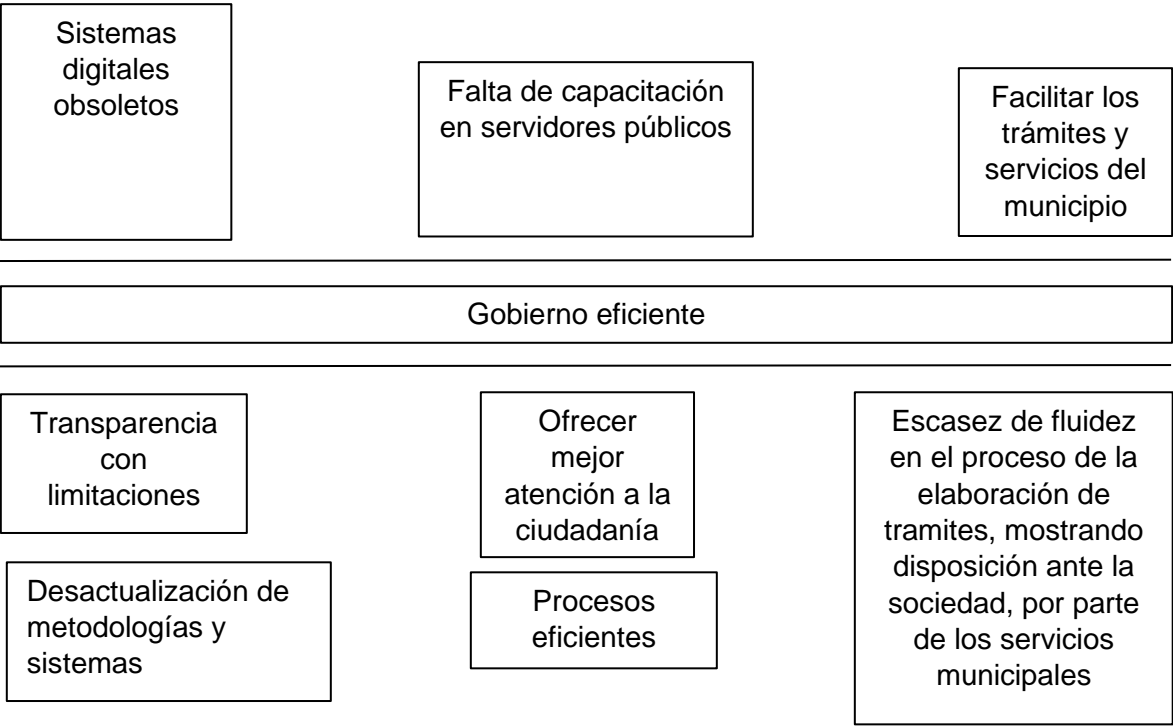 Sistemas
digitales
obsoletos
Falta de capacitación
en servidores públicos
Facilitar los
trámites y
servicios del
municipio
Gobierno eficiente
Transparencia
con
limitaciones
Desactualización de
metodologías y
sistemas
Ofrecer
mejor
atención a la
ciudadanía
Procesos
eficientes
Escasez de fluidez
en el proceso de la
elaboración de
tramites, mostrando
disposición ante la
sociedad, por parte
de los servicios
municipales